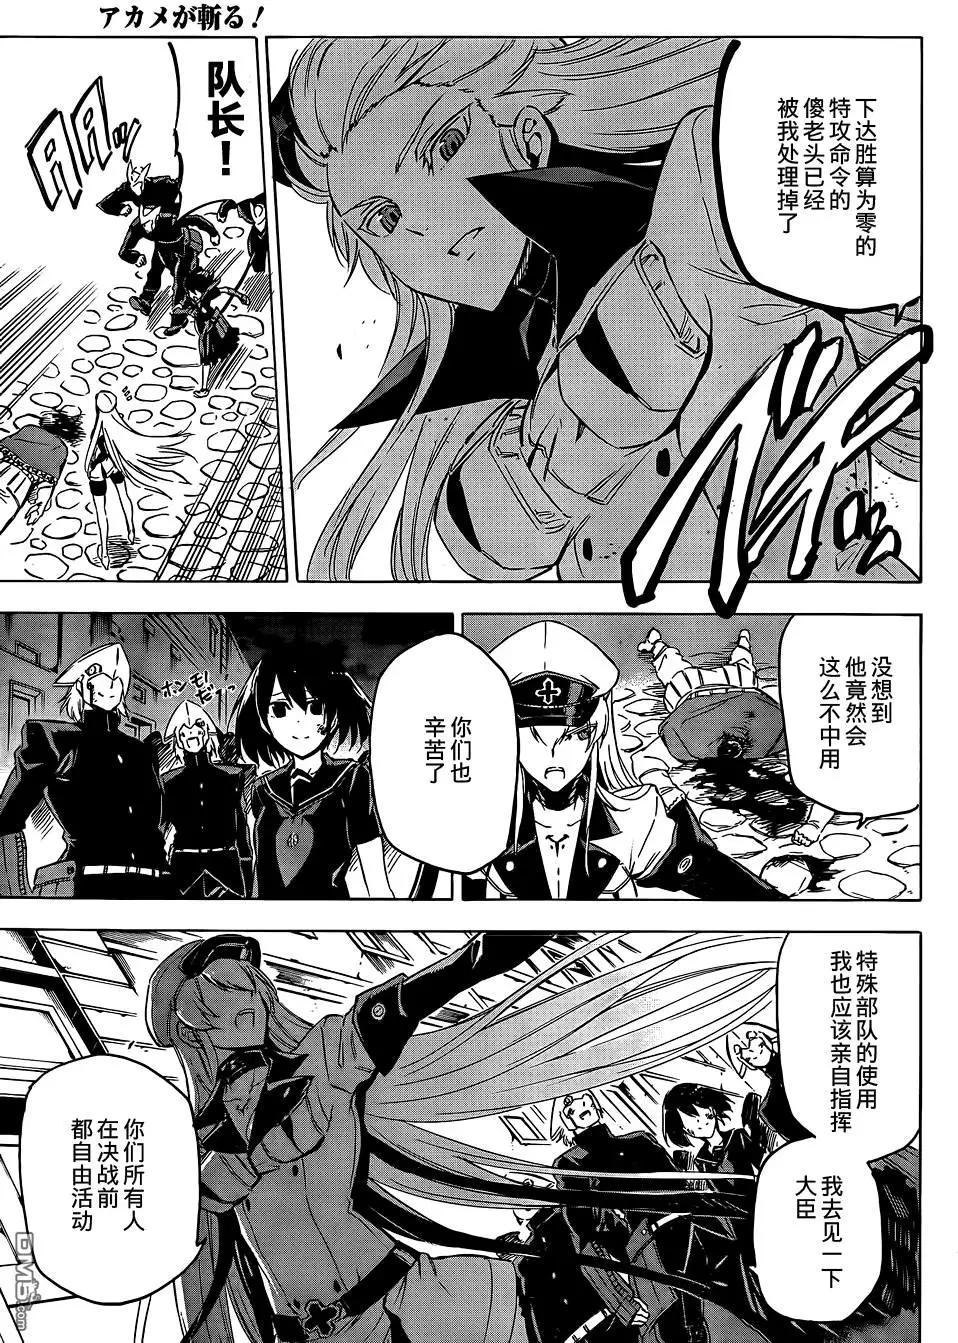 アカメが斬る！
下达胜算为零的
特攻命令的
傻老头已经
被我处理掉了
队长！
没想到
他竟然会
这么不中用
你们也
辛苦了
ホンモノ
特殊部队的使用
我也应该亲自指挥
我去见一下
大臣
你们所有人
在决战前
都自由活动
DM5.com